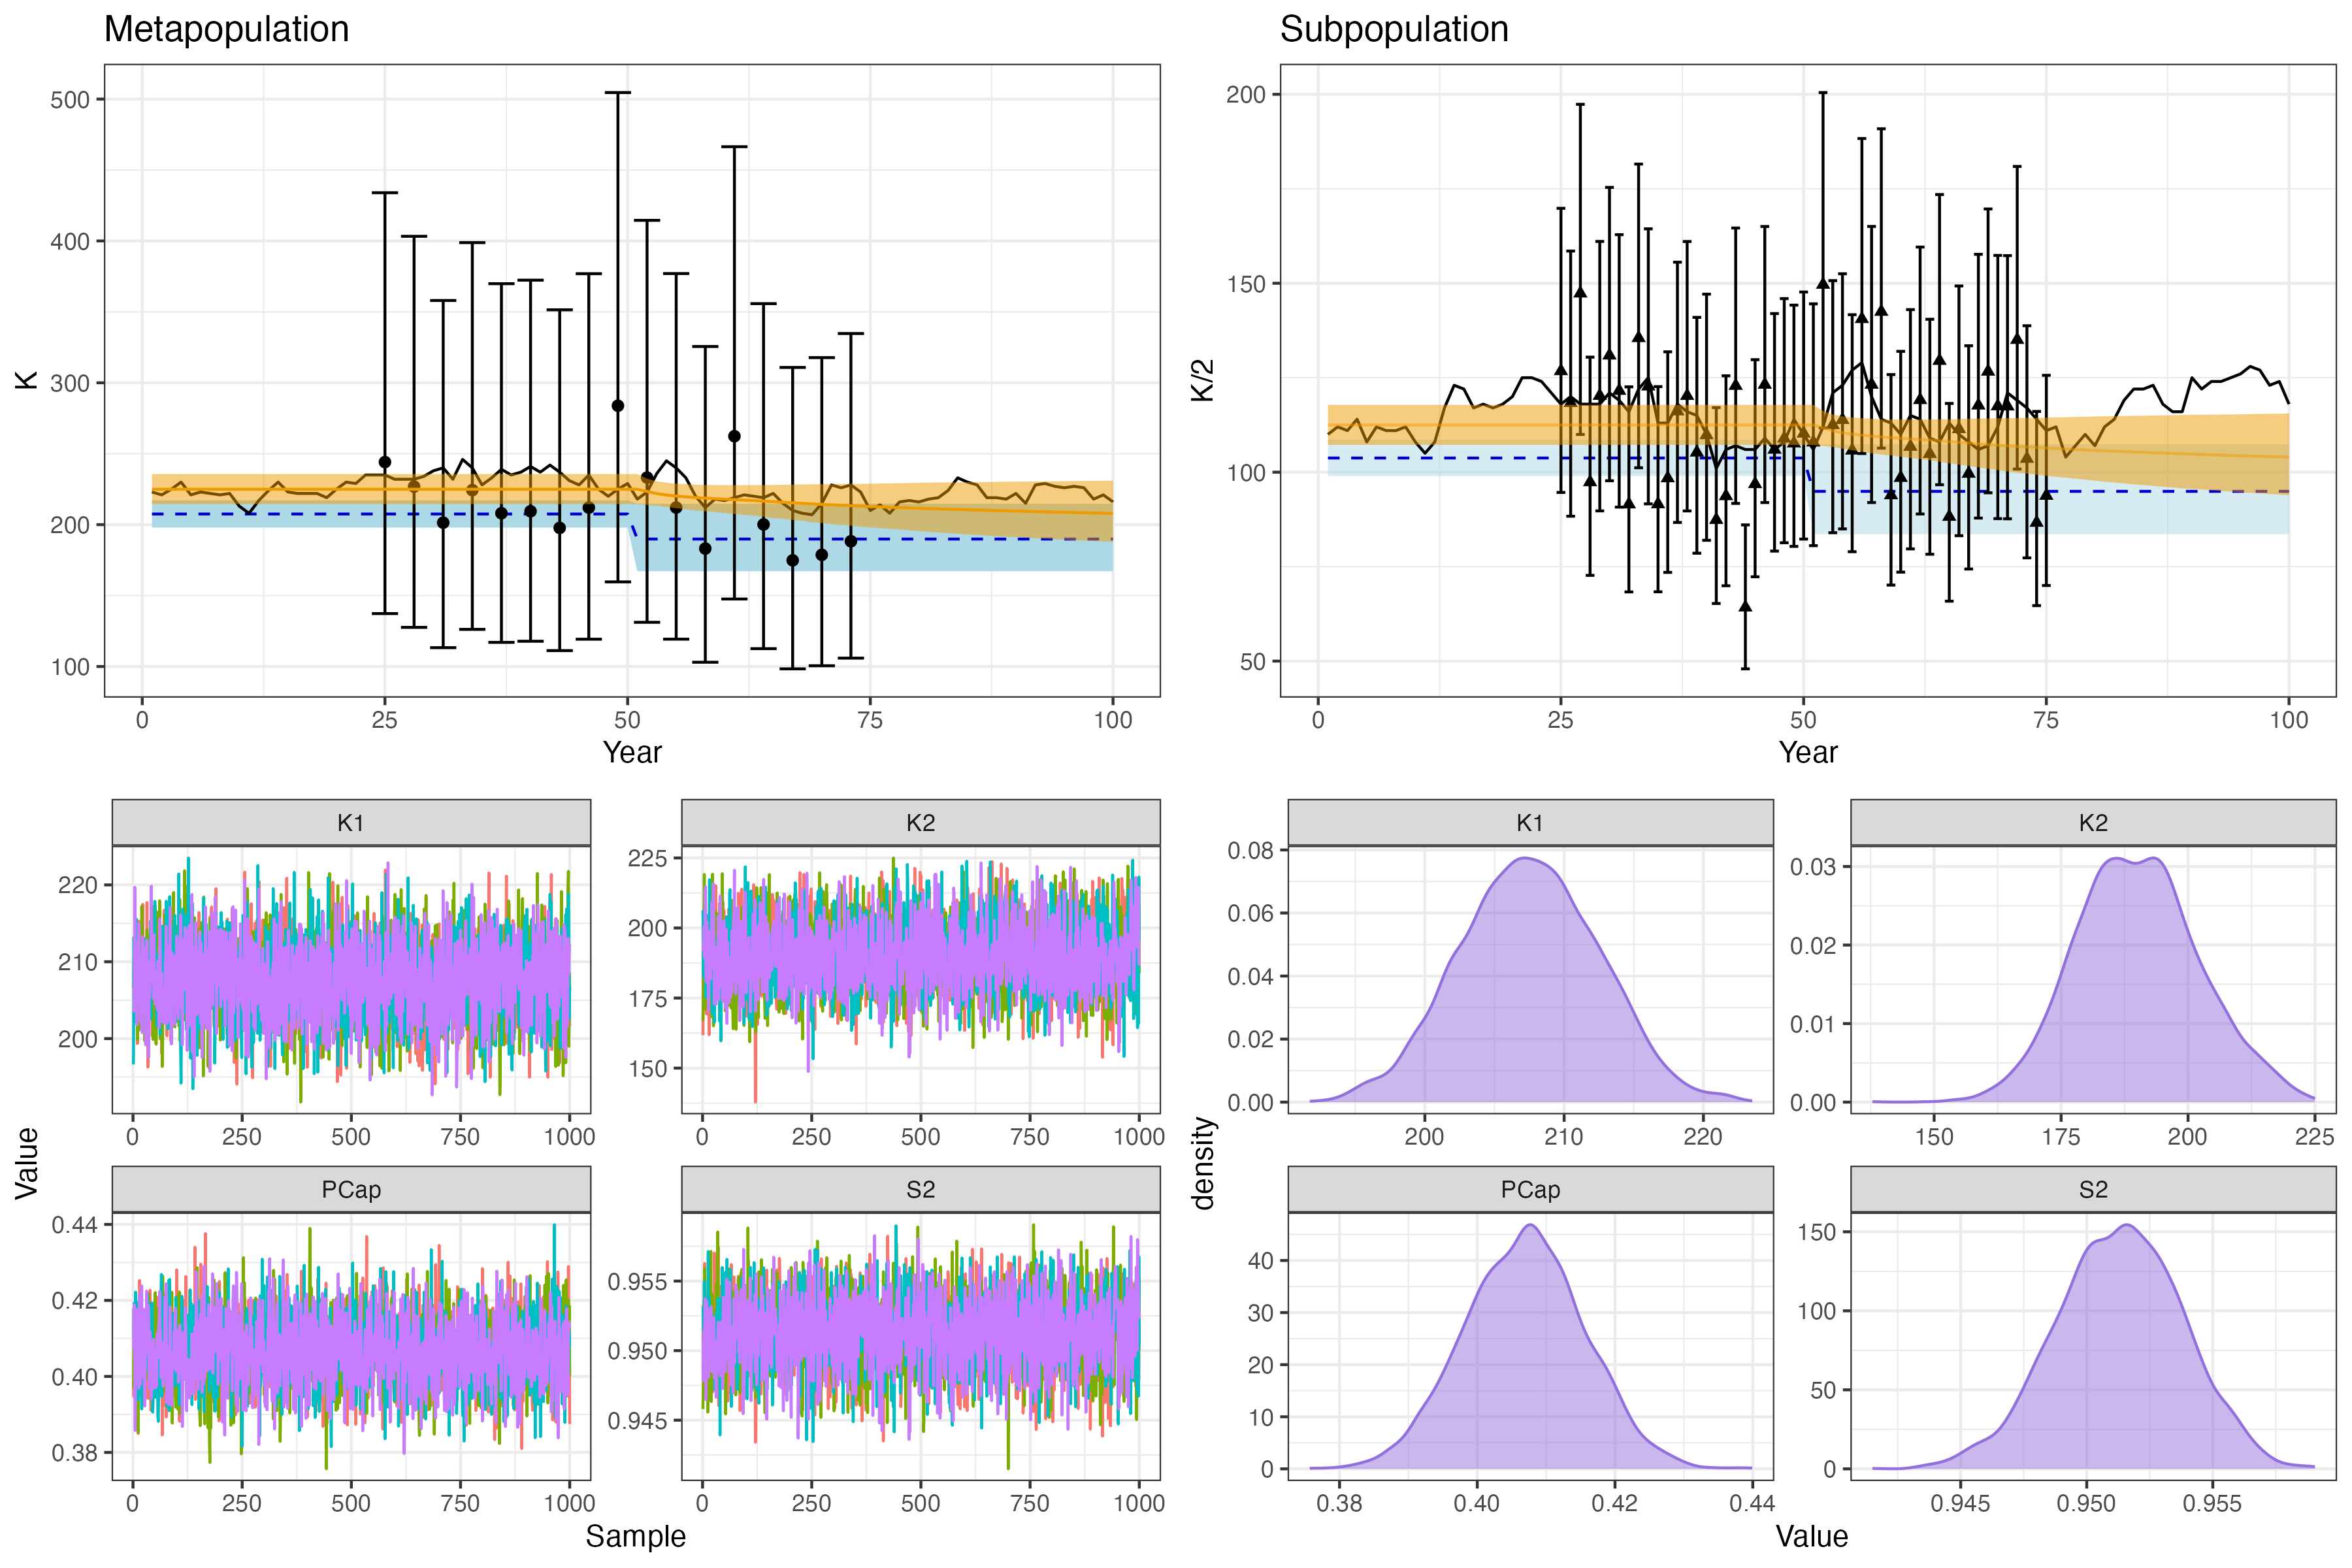 Metapopulation
K
500
400
300
200
100
0 25 50 75 100
Year
Subpopulation
K/2
200
150
100
50
0 25 50 75 100
Year
Value
K1
220
210
200
0 250 500 750 1000
K2
225
200
175
150
0 250 500 750 1000
PCap
0.44
0.42
0.40
0.38
0 250 500 750 1000
S2
0.955
0.950
0.945
0 250 500 750 1000
Sample
density
K1
0.08
0.06
0.04
0.02
0.00
200 210 220
K2
0.03
0.02
0.01
0.00
150 175 200 225
PCap
40
30
20
10
0
0.38 0.40 0.42 0.44
S2
150
100
50
0
0.945 0.950 0.955
Value